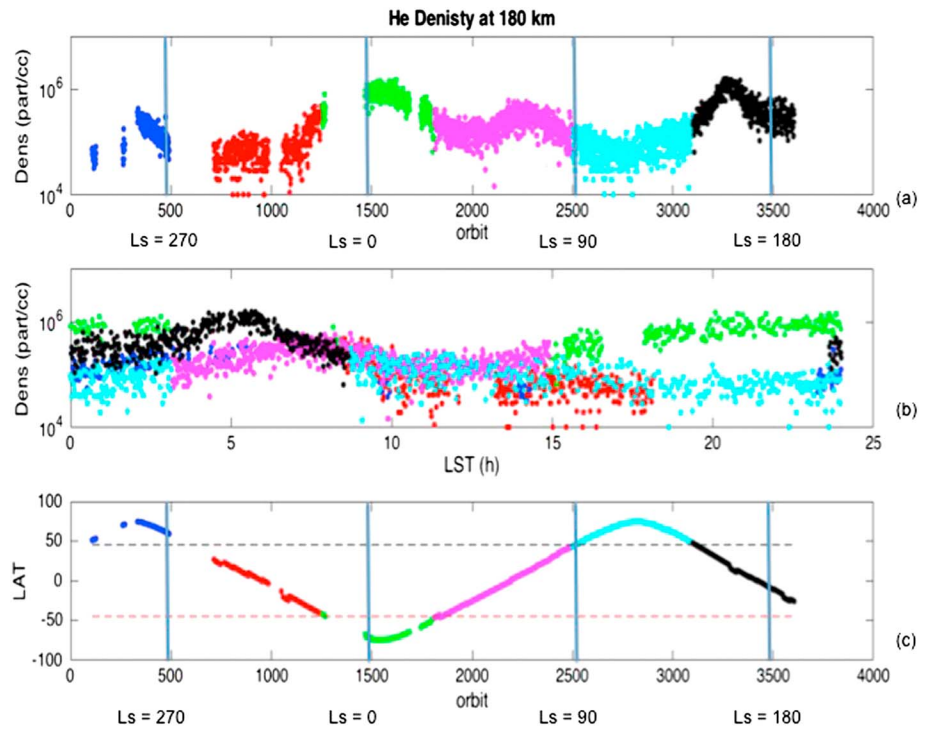 He Denisty at 180 km
Dens (part/cc)
10^6
10^4
0 500 1000 1500 2000 2500 3000 3500 4000
(a)
orbit
Ls = 270 Ls = 0 Ls = 90 Ls = 180
Dens (part/cc)
10^6
10^4
0 5 10 15 20 25
(b)
LST (h)
LAT
100
50
0
-50
-100
0 500 1000 1500 2000 2500 3000 3500 4000
(c)
orbit
Ls = 270 Ls = 0 Ls = 90 Ls = 180